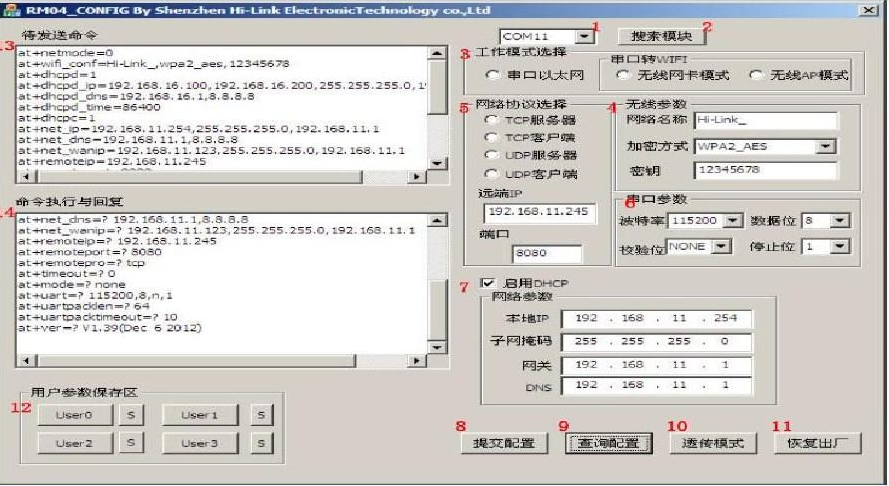 RM04_CONFIG By Shenzhen Hi-Link ElectronicTechnology co.,Ltd
13
待发送命令
at+netmode=0
at+wifi_conf=Hi-Link_,wpa2_aes,12345678
at+dhcpd=1
at+dhcpd_ip=192.168.16.100,192.168.16.200,255.255.255.0,19
at+dhcpd_dns=192.168.16.1,8.8.8.8
at+dhcpd_time=86400
at+dhcpc=1
at+net_ip=192.168.11.254,255.255.255.0,192.168.11.1
at+net_dns=192.168.11.1,8.8.8.8
at+net_wanip=192.168.11.123,255.255.255.0,192.168.11.1
at+remoteip=192.168.11.245
14
命令执行与回复
at+net_dns=? 192.168.11.1,8.8.8.8
at+net_wanip=? 192.168.11.123,255.255.255.0,192.168.11.1
at+remoteip=? 192.168.11.245
at+remoteport=? 8080
at+remotepro=? tcp
at+timeout=? 0
at+mode=? none
at+uart=? 115200,8,n,1
at+uartpacklen=? 64
at+uartpacktimeout=? 10
at+ver=? V1.39(Dec 6 2012)
12
用户参数保存区
User0 S User1 S
User2 S User3 S
COM11 1 搜索模块 2
3 工作模式选择
串口以太网
串口转WIFI
无线网卡模式 无线AP模式
5 网络协议选择
TCP服务器
TCP客户端
UDP服务器
UDP客户端
远端IP
192.168.11.245
端口
8080
4 无线参数
网络名称 Hi-Link_
加密方式 WPA2_AES
密钥 12345678
6 串口参数
波特率 115200 数据位 8
校验位 NONE 停止位 1
7 启用DHCP
网络参数
本地IP 192 . 168 . 11 . 254
子网掩码 255 . 255 . 255 . 0
网关 192 . 168 . 11 . 1
DNS 192 . 168 . 11 . 1
8 9 10 11
提交配置 查询配置 透传模式 恢复出厂